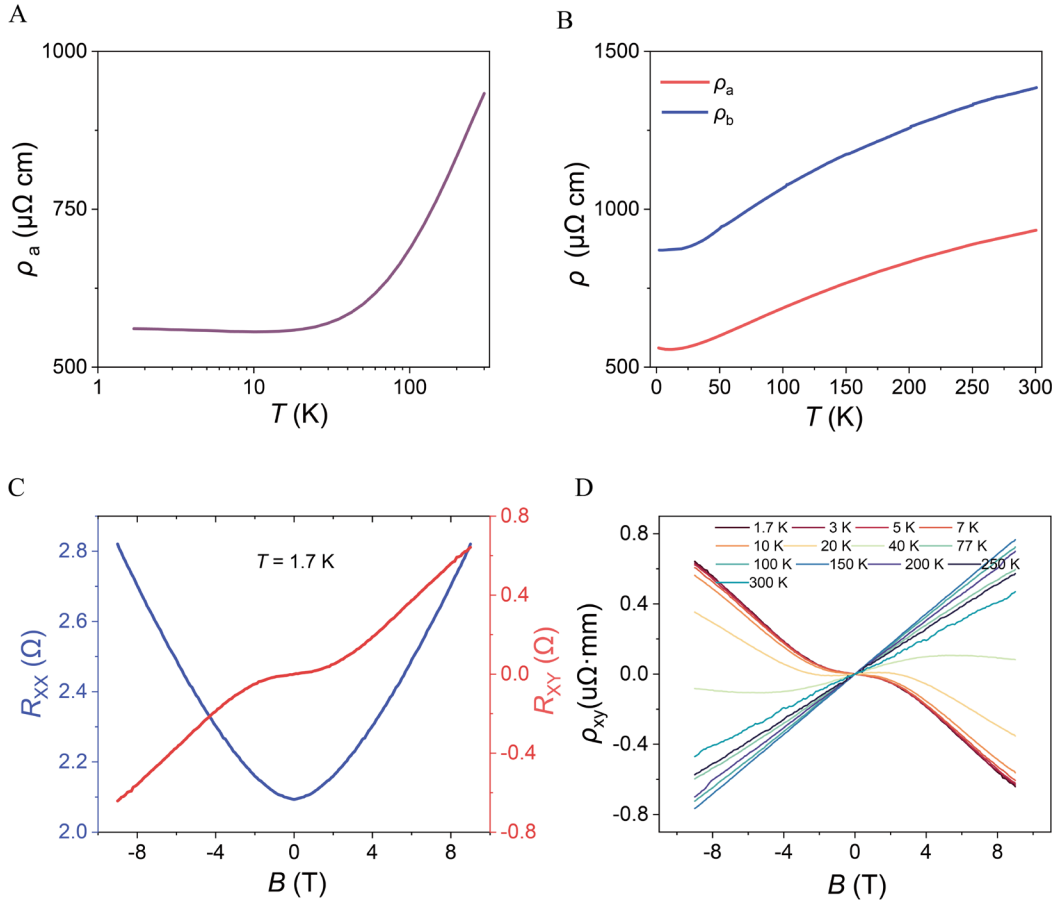 A
1000
750
500
ρ a (µΩ cm)
1
10
100
T (K)
B
1500
1000
500
ρ (µΩ cm)
ρa
ρb
0
50
100
150
200
250
300
T (K)
C
2.8
2.6
2.4
2.2
2.0
RXX (Ω)
T = 1.7 K
0.8
0.4
0.0
-0.4
-0.8
RXY (Ω)
-8
-4
0
4
8
B (T)
D
0.8
0.4
0.0
-0.4
-0.8
ρxy(uΩ·mm)
1.7 K 3 K 5 K 7 K
10 K 20 K 40 K 77 K
100 K 150 K 200 K 250 K
300 K
-8
-4
0
4
8
B (T)